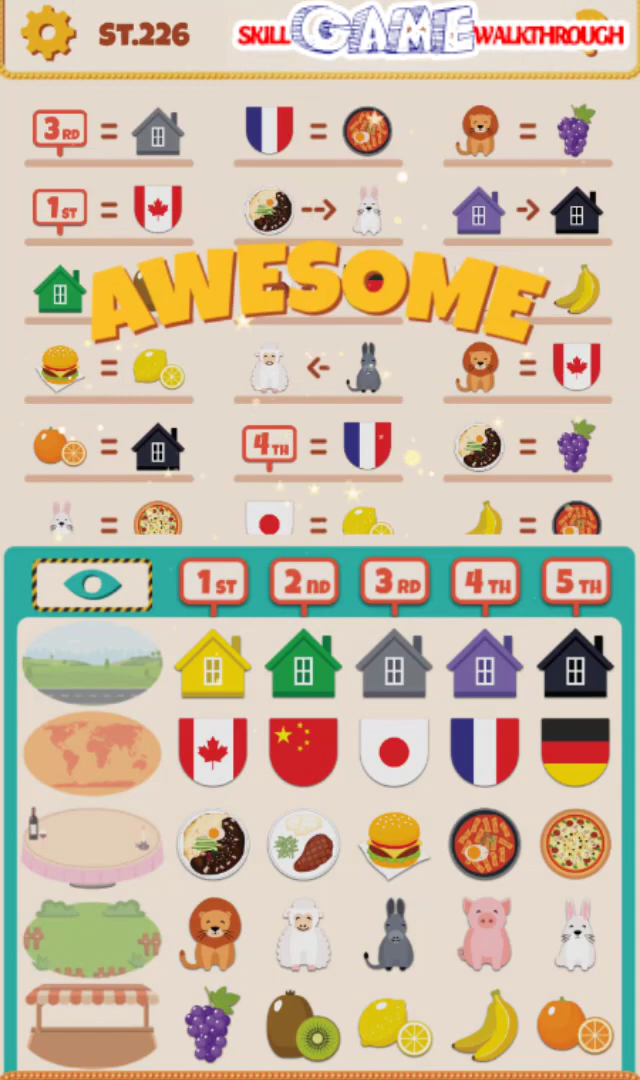 ST.226
SKILL GAME WALKTHROUGH
3RD =
=
=
1ST =
-->
->
AWESOME
=
<-
=
=
4TH =
=
=
=
=
1ST 2ND 3RD 4TH 5TH